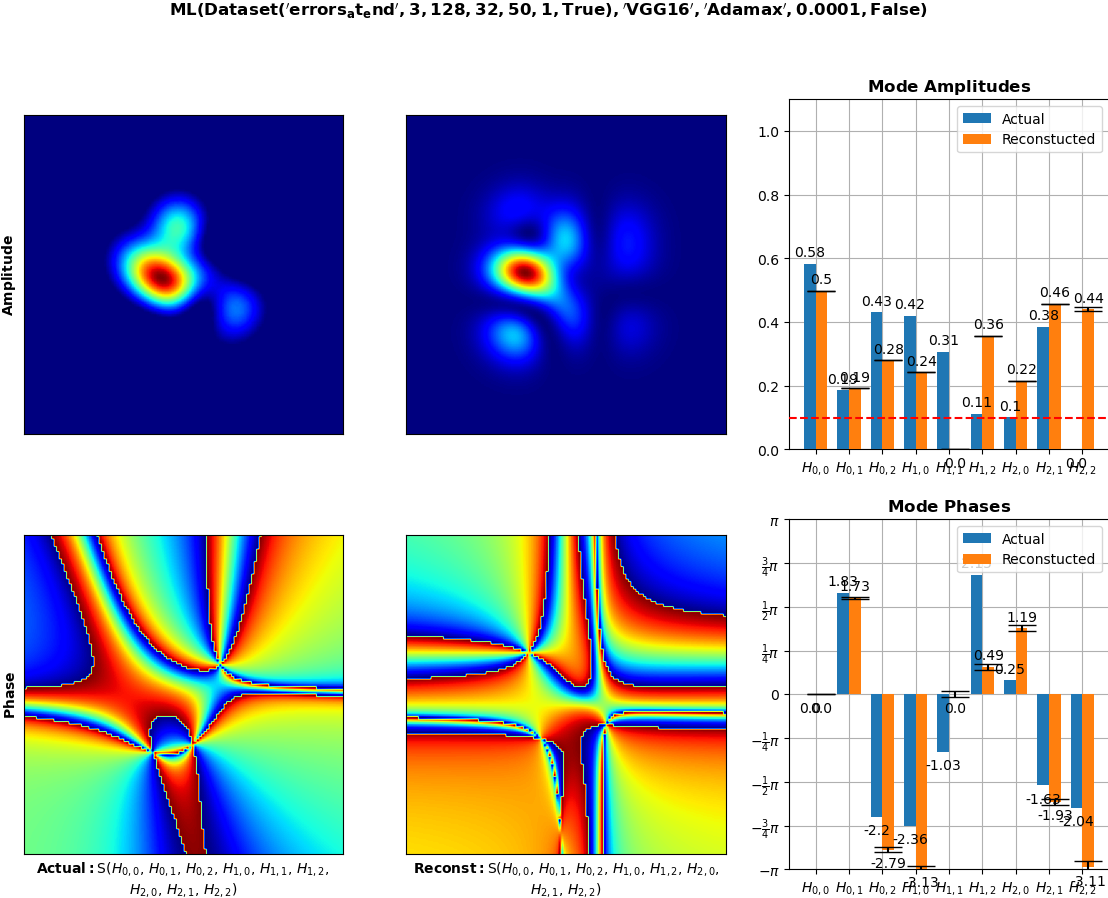 ML(Dataset('errors_at_end', 3, 128, 32, 50, 1, True), 'VGG16', 'Adamax', 0.0001, False)
Amplitude
Mode Amplitudes
Actual
Reconstucted
1.0
0.8
0.6
0.4
0.2
0.0
0.58
0.5
0.19
0.19
0.43
0.28
0.42
0.24
0.31
0.0
0.11
0.36
0.1
0.22
0.38
0.46
0.0
0.44
H0,0 H0,1 H0,2 H1,0 H1,1 H1,2 H2,0 H2,1 H2,2
Phase
Actual: S(H0,0, H0,1, H0,2, H1,0, H1,1, H1,2,
H2,0, H2,1, H2,2)
Reconst: S(H0,0, H0,1, H0,2, H1,0, H1,2, H2,0,
H2,1, H2,2)
Mode Phases
Actual
Reconstucted
π
3/4π
1/2π
1/4π
0
−1/4π
−1/2π
−3/4π
−π
0.0
0.0
1.83
1.73
-2.2
-2.79
-2.36
-3.13
-1.03
0.0
0.49
0.25
1.19
-1.63
-1.93
-2.04
-3.11
H0,0 H0,1 H0,2 H1,0 H1,1 H1,2 H2,0 H2,1 H2,2